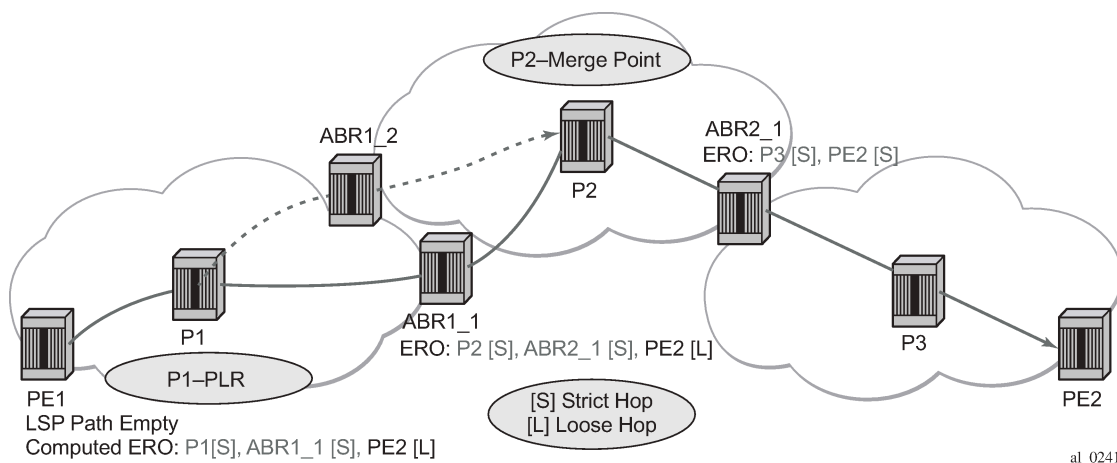 P2–Merge Point
ABR1_2
P2
ABR2_1
ERO: P3 [S], PE2 [S]
P1
ABR1_1
ERO: P2 [S], ABR2_1 [S], PE2 [L]
P3
P1–PLR
PE1
LSP Path Empty
Computed ERO: P1[S], ABR1_1 [S], PE2 [L]
[S] Strict Hop
[L] Loose Hop
PE2